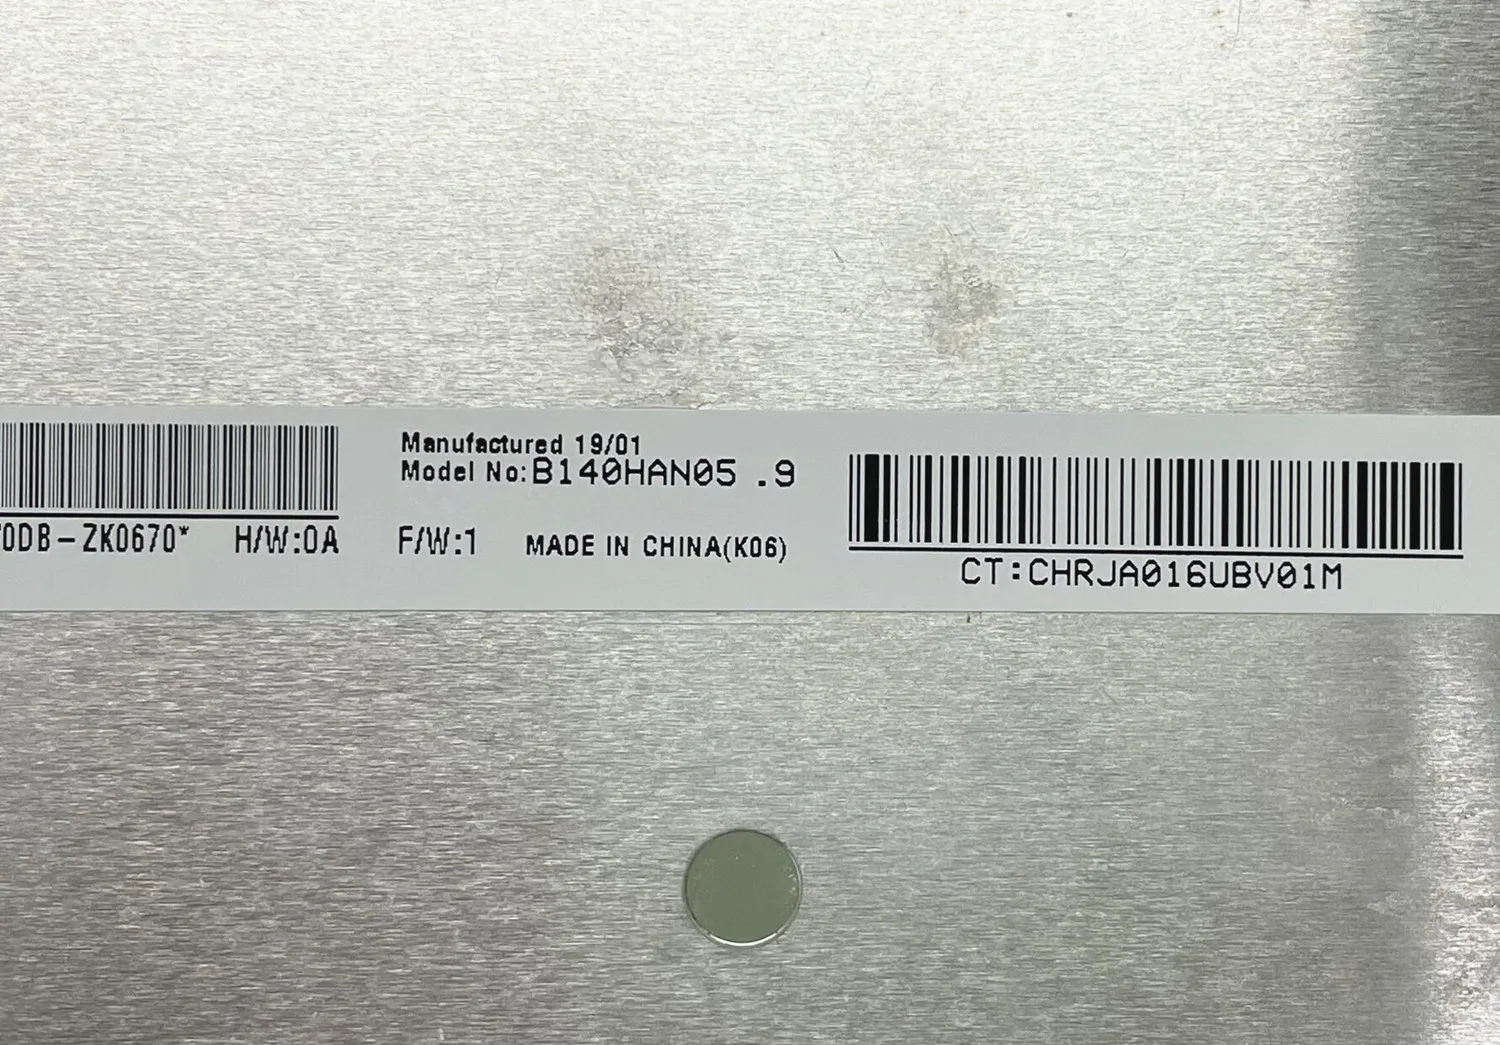 Manufactured 19/01
Model No:B140HAN05 .9
0DB-ZK0670* H/W:0A F/W:1 MADE IN CHINA(K06)
CT:CHRJA016UBV01M